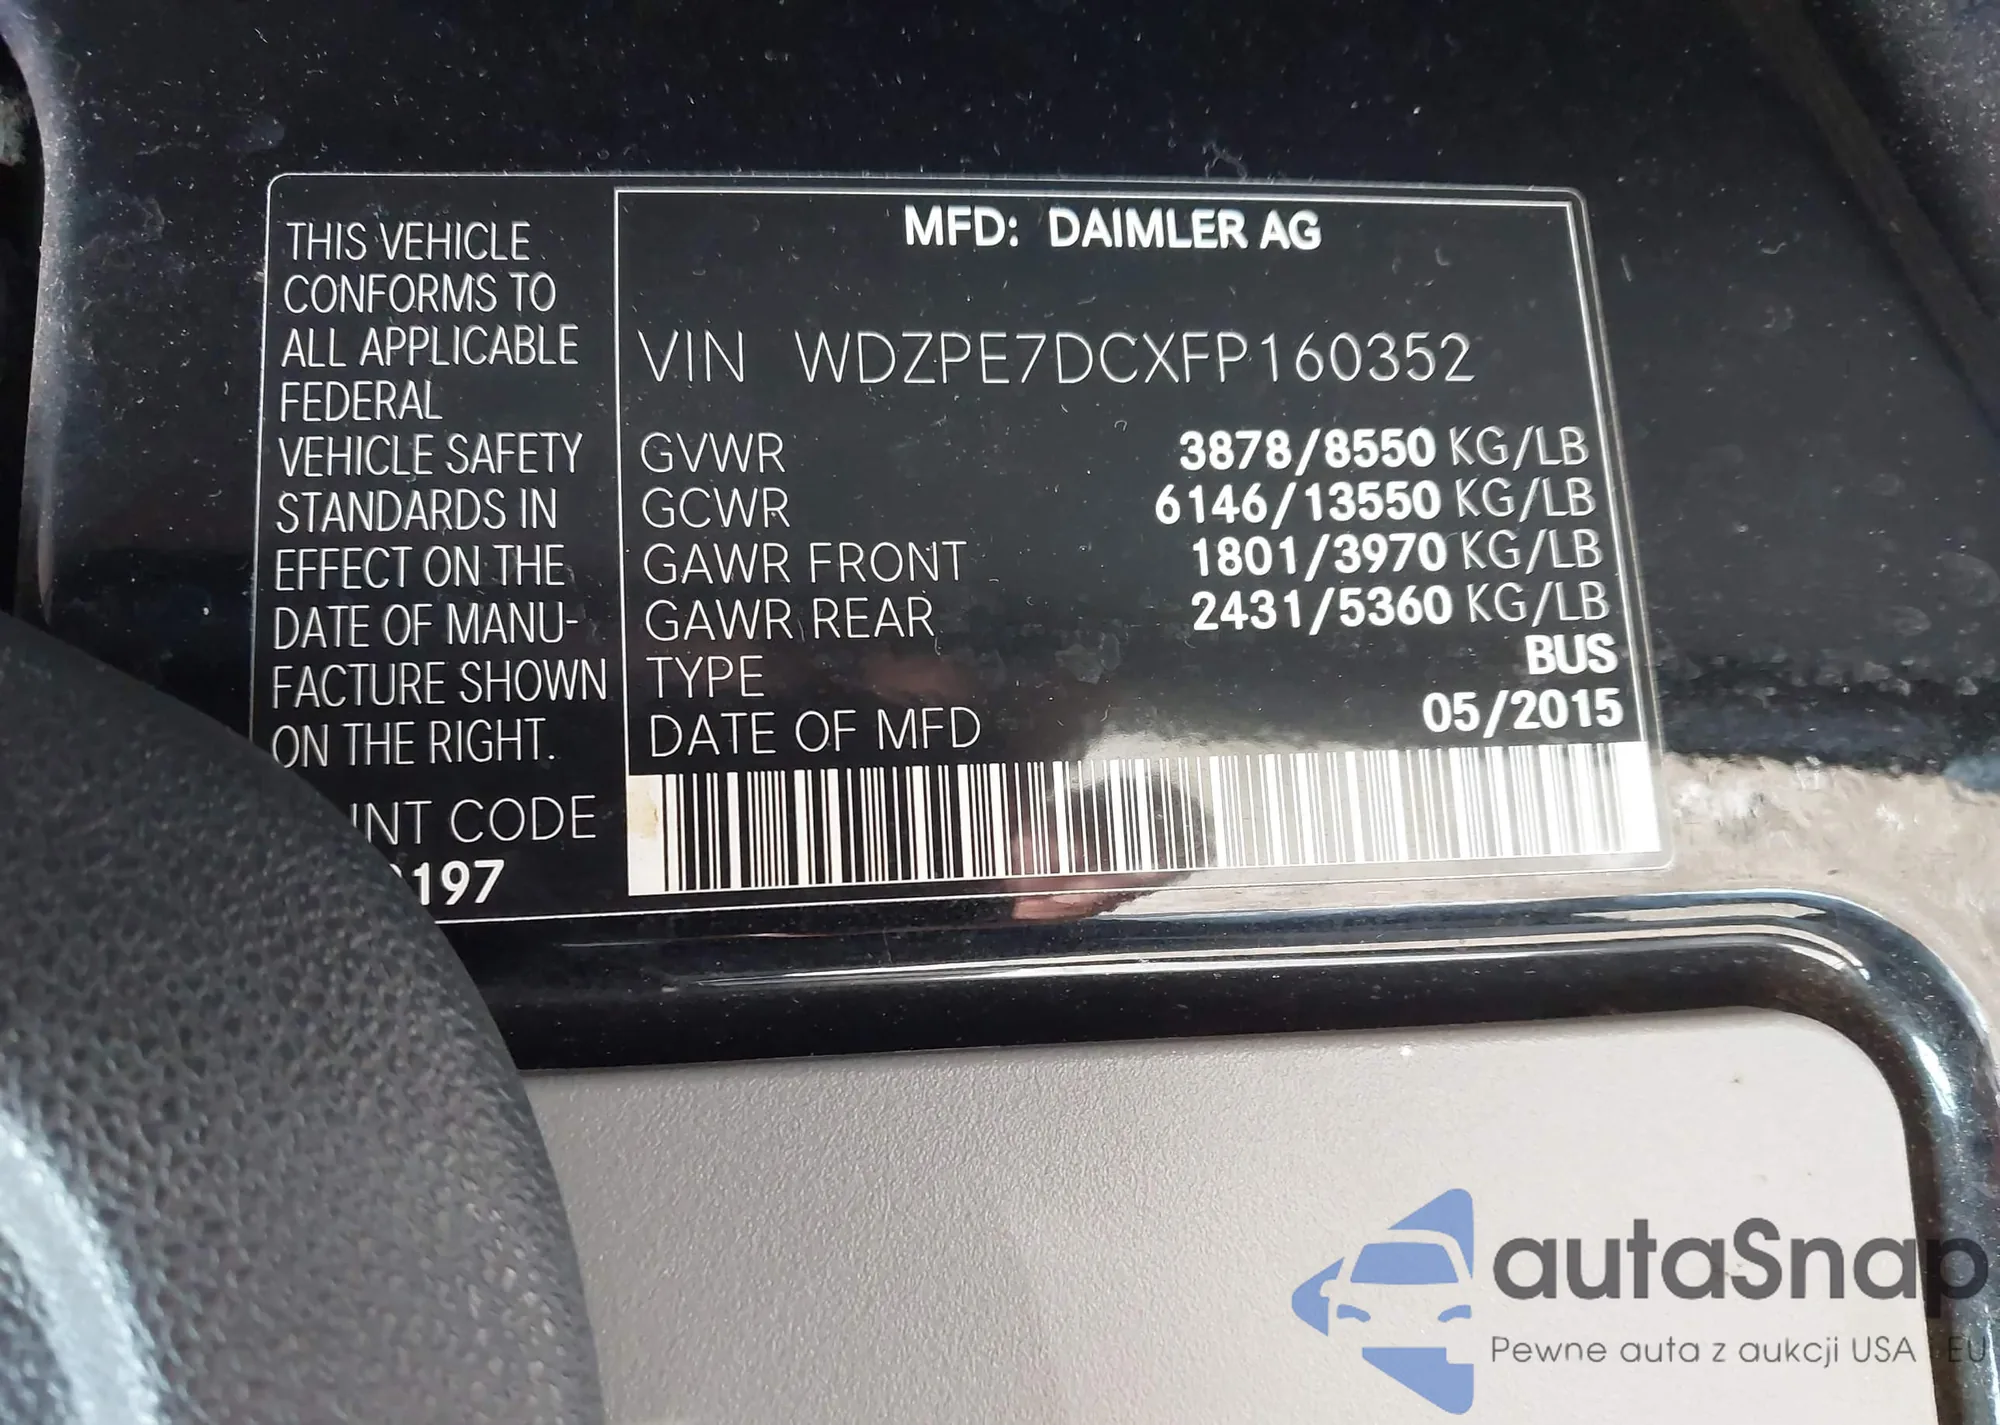 THIS VEHICLE
CONFORMS TO
ALL APPLICABLE
FEDERAL
VEHICLE SAFETY
STANDARDS IN
EFFECT ON THE
DATE OF MANU-
FACTURE SHOWN
ON THE RIGHT.
CODE
MFD: DAIMLER AG
VIN WDZPE7DCXFP160352
GVWR 3878/8550 KG/LB
GCWR 6146/13550 KG/LB
GAWR FRONT 1801/3970 KG/LB
GAWR REAR 2431/5360 KG/LB
TYPE BUS
DATE OF MFD 05/2015
autaSnap
Pewne auta z aukcji USA i EU